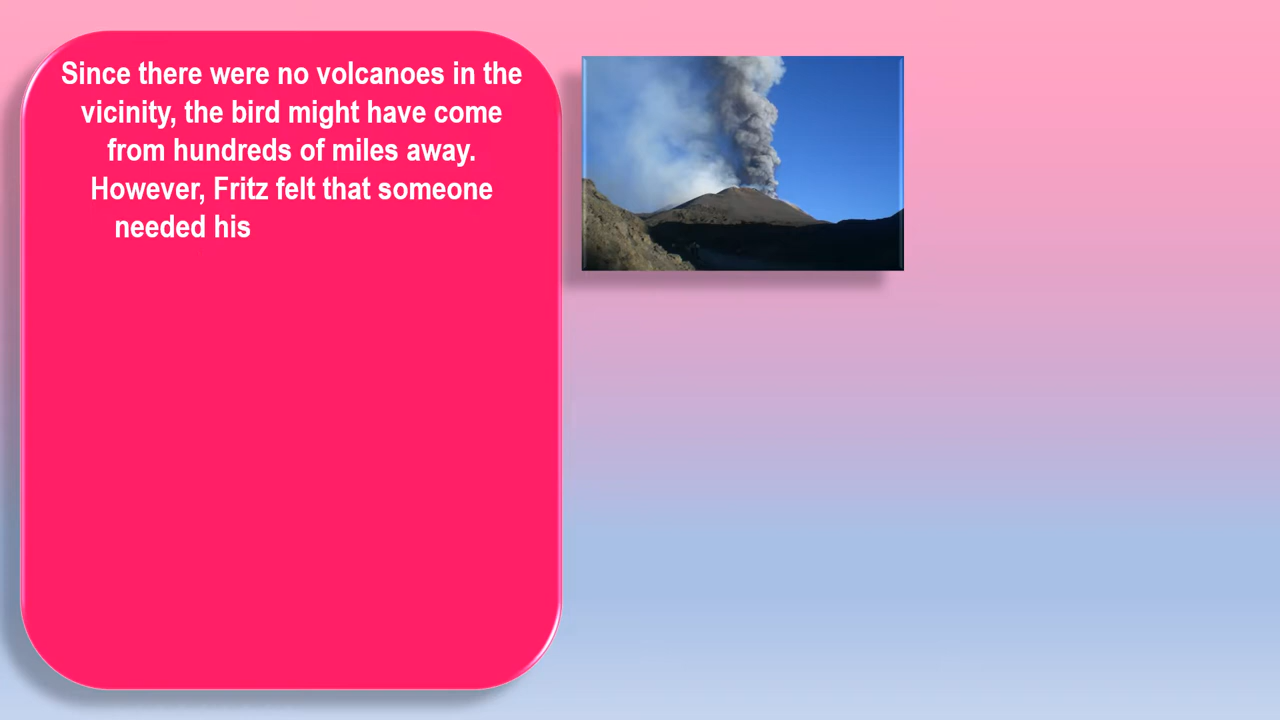 Since there were no volcanoes in the
vicinity, the bird might have come
from hundreds of miles away.
However, Fritz felt that someone
needed his